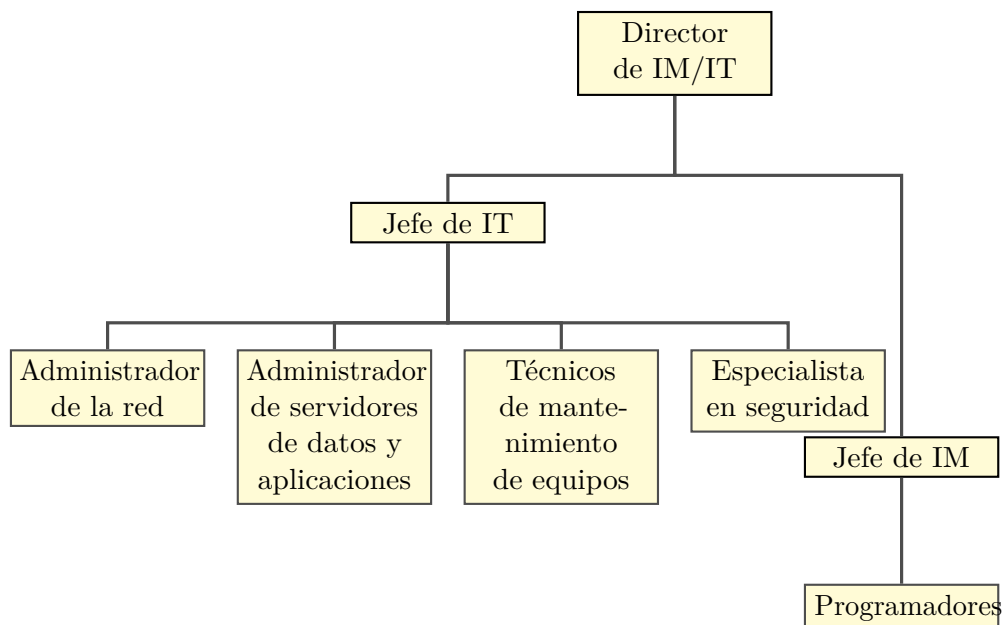 Director
de IM/IT
Jefe de IT
Administrador
de la red
Administrador
de servidores
de datos y
aplicaciones
Técnicos
de mante-
nimiento
de equipos
Especialista
en seguridad
Jefe de IM
Programadores